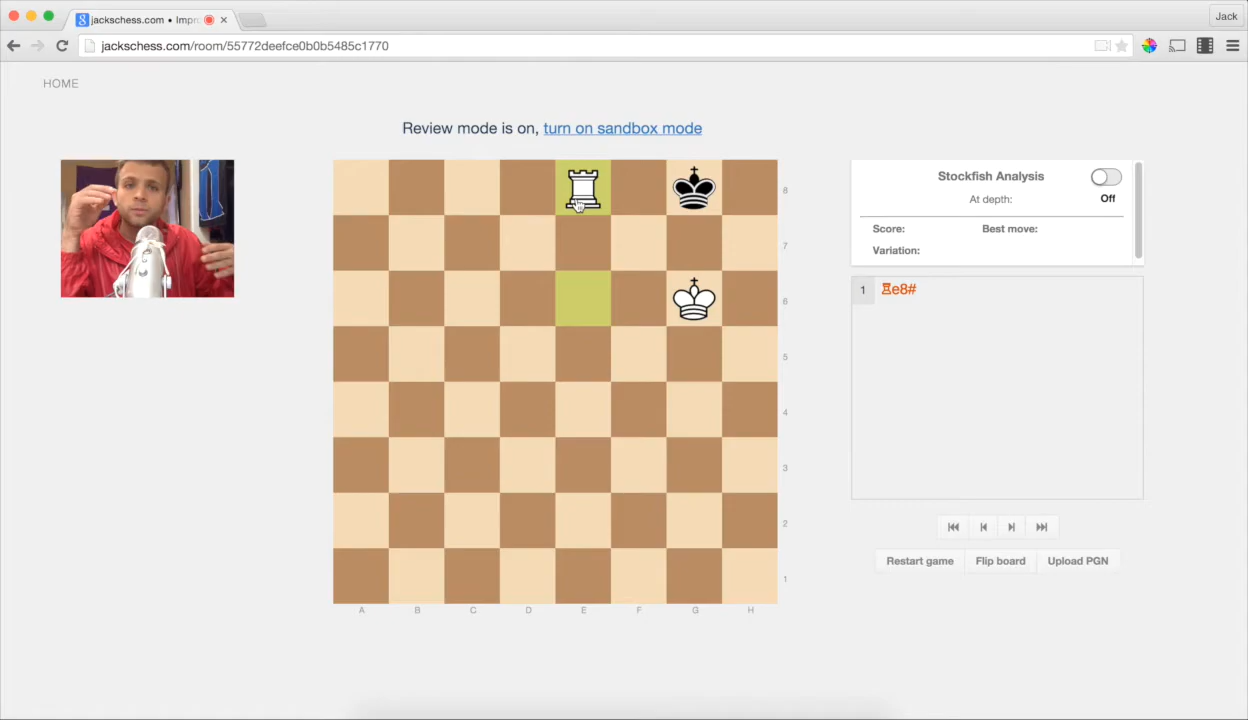 jackschess.com • Impr
Jack
jackschess.com/room/55772deefce0b0b5485c1770
HOME
Review mode is on, turn on sandbox mode
Stockfish Analysis
At depth: Off
Score: Best move:
Variation:
1 ♖e8#
8
7
6
5
4
3
2
1
A B C D E F G H
Restart game Flip board Upload PGN